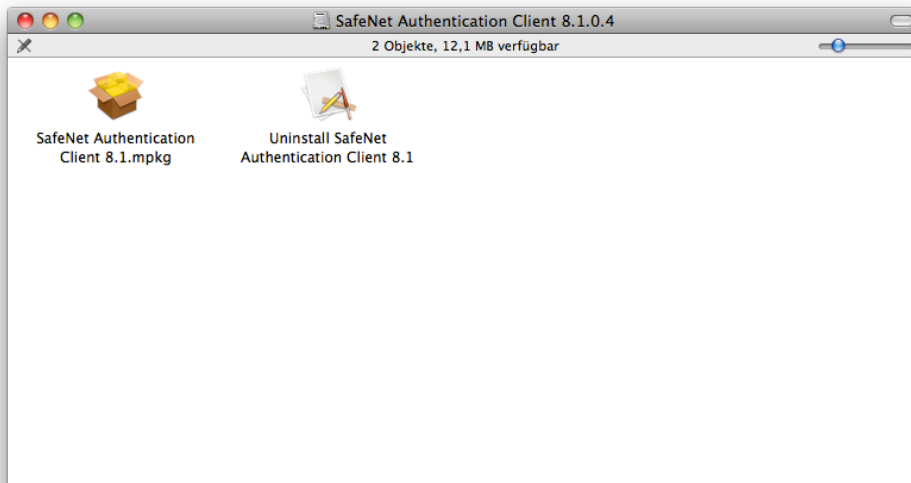 SafeNet Authentication Client 8.1.0.4
2 Objekte, 12,1 MB verfügbar
SafeNet Authentication
Client 8.1.mpkg
Uninstall SafeNet
Authentication Client 8.1